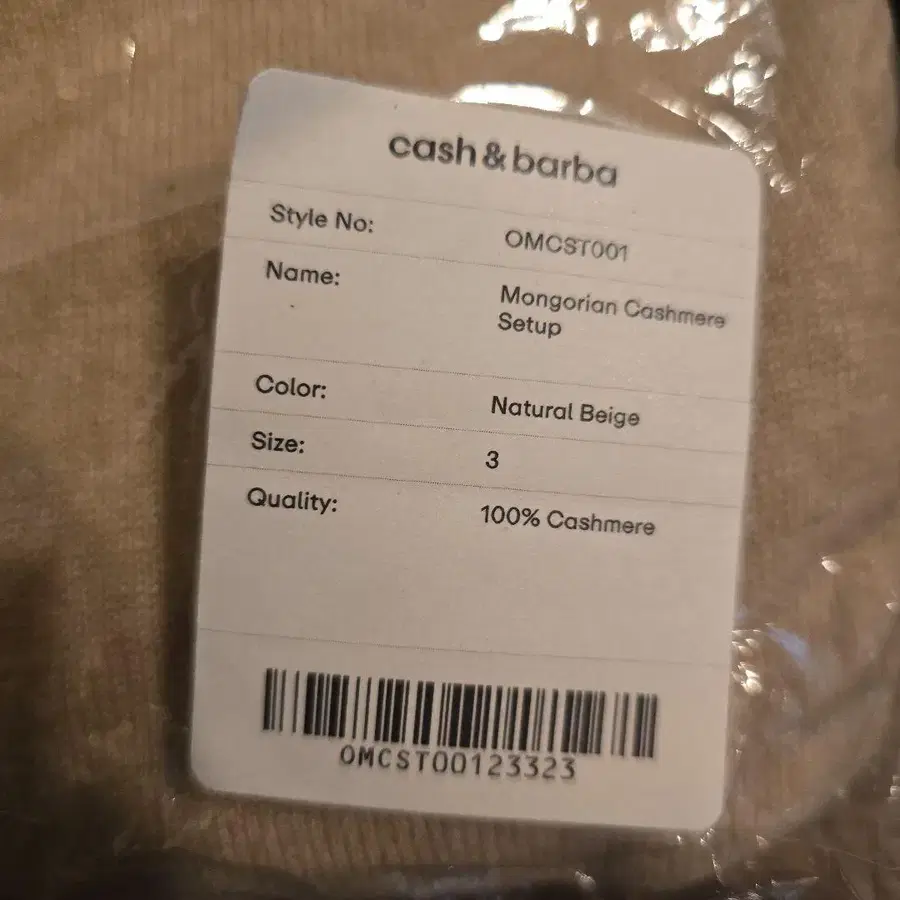 cash & barba
Style No: OMCST001
Name: Mongorian Cashmere
Setup
Color: Natural Beige
Size: 3
Quality: 100% Cashmere
OMCST00123323